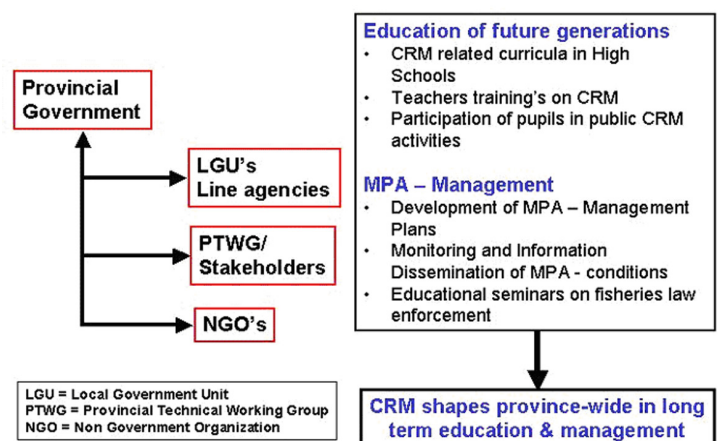 Provincial
Government
LGU's
Line agencies
PTWG/
Stakeholders
NGO's
LGU = Local Government Unit
PTWG = Provincial Technical Working Group
NGO = Non Government Organization
Education of future generations
• CRM related curricula in High
Schools
• Teachers training's on CRM
• Participation of pupils in public CRM
activities
MPA – Management
• Development of MPA – Management
Plans
• Monitoring and Information
Dissemination of MPA - conditions
• Educational seminars on fisheries law
enforcement
CRM shapes province-wide in long
term education & management